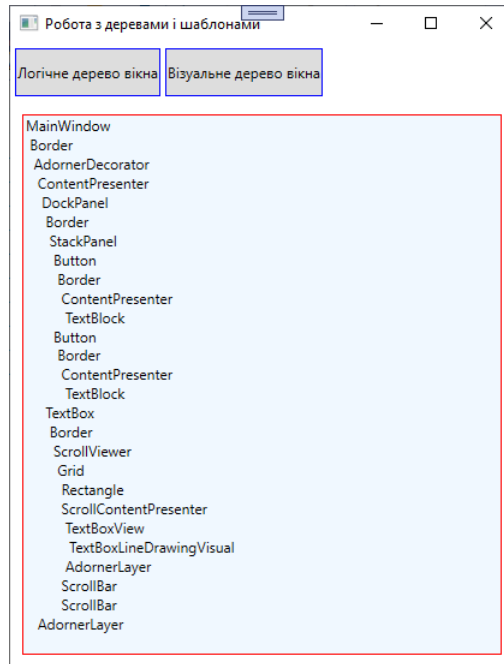 Робота з деревами і шаблонами
Логічне дерево вікна Візуальне дерево вікна
MainWindow
Border
AdornerDecorator
ContentPresenter
DockPanel
Border
StackPanel
Button
Border
ContentPresenter
TextBlock
Button
Border
ContentPresenter
TextBlock
TextBox
Border
ScrollViewer
Grid
Rectangle
ScrollContentPresenter
TextBoxView
TextBoxLineDrawingVisual
AdornerLayer
ScrollBar
ScrollBar
AdornerLayer